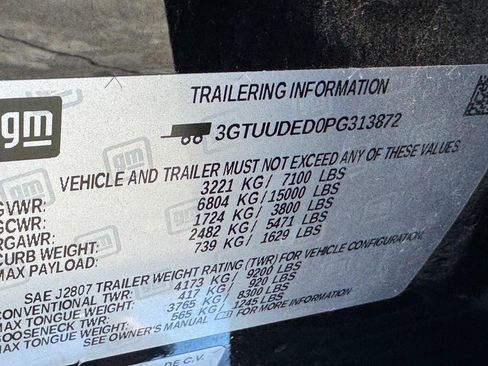 gm
TRAILERING INFORMATION
3GTUUDED0PG313872
VEHICLE AND TRAILER MUST NOT EXCEED ANY OF THESE VALUES
GVWR: 3221 KG/ 7100 LBS
GCWR: 6804 KG/15000 LBS
RGAWR: 1724 KG/ 3800 LBS
CURB WEIGHT: 2482 KG/ 5471 LBS
MAX PAYLOAD: 739 KG/ 1629 LBS
SAE J2807 TRAILER WEIGHT RATING (TWR) FOR VEHICLE CONFIGURATION.
CONVENTIONAL TWR: 4173 KG/ 9200 LBS
MAX TONGUE WEIGHT: 417 KG/ 920 LBS
GOOSENECK TWR: 3765 KG/ 8300 LBS
MAX TONGUE WEIGHT: 565 KG/ 1245 LBS
SEE OWNER'S MANUAL FOR MORE INFORMATION
DE C.V.